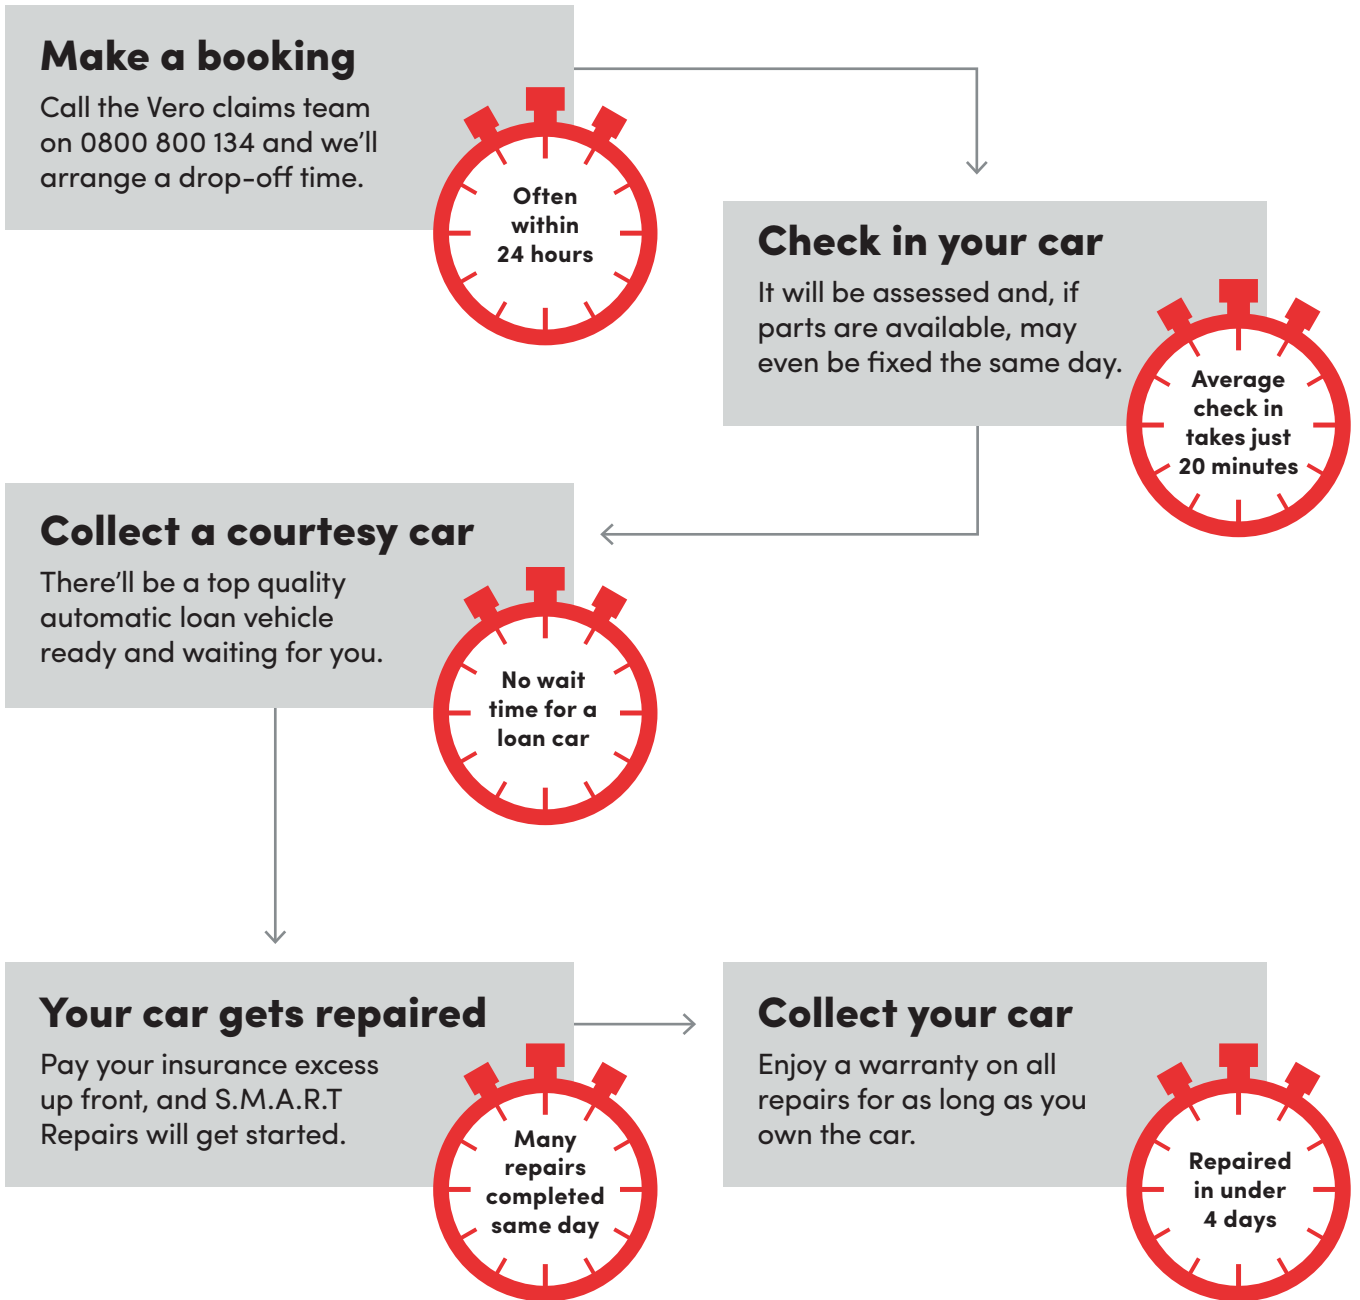 Make a booking
Call the Vero claims team
on 0800 800 134 and we’ll
arrange a drop-off time.
Often
within
24 hours
Check in your car
It will be assessed and, if
parts are available, may
even be fixed the same day.
Average
check in
takes just
20 minutes
Collect a courtesy car
There’ll be a top quality
automatic loan vehicle
ready and waiting for you.
No wait
time for a
loan car
Your car gets repaired
Pay your insurance excess
up front, and S.M.A.R.T
Repairs will get started.
Many
repairs
completed
same day
Collect your car
Enjoy a warranty on all
repairs for as long as you
own the car.
Repaired
in under
4 days